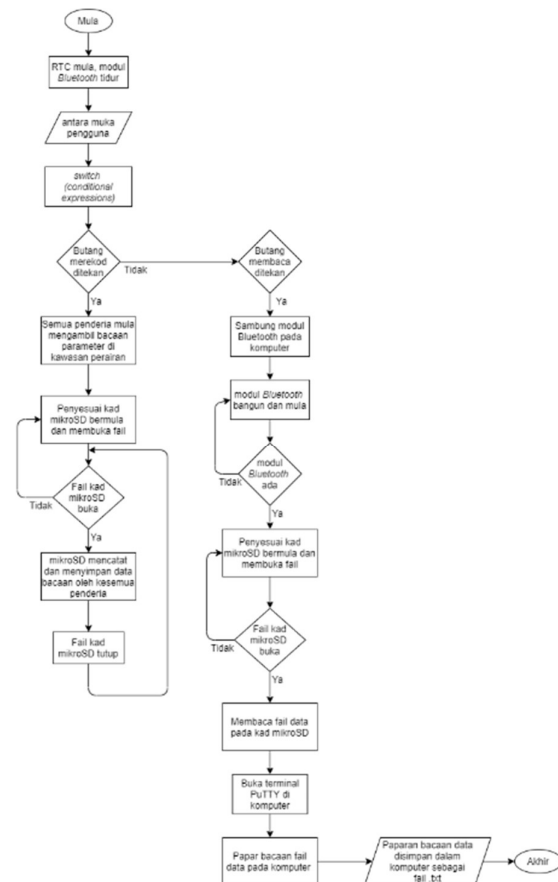 Mula
RTC mula, modul
Bluetooth tidur
antara muka
pengguna
switch
(conditional
expressions)
Butang
merekod
ditekan
Tidak
Ya
Semua penderia mula
mengambil bacaan
parameter di
kawasan perairan
Penyesuai kad
mikroSD bermula
dan membuka fail
Fail kad
mikroSD
buka
Tidak
Ya
mikroSD mencatat
dan menyimpan data
bacaan oleh kesemua
penderia
Fail kad
mikroSD tutup
Butang
membaca
ditekan
Ya
Sambung modul
Bluetooth pada
komputer
modul Bluetooth
bangun dan mula
modul
Bluetooth
ada
Tidak
Ya
Penyesuai kad
mikroSD bermula dan
membuka fail
Fail kad
mikroSD
buka
Tidak
Ya
Membaca fail data
pada kad mikroSD
Buka terminal
PuTTY di
komputer
Papar bacaan fail
data pada komputer
Paparan bacaan data
disimpan dalam
komputer sebagai
fail .txt
Akhir